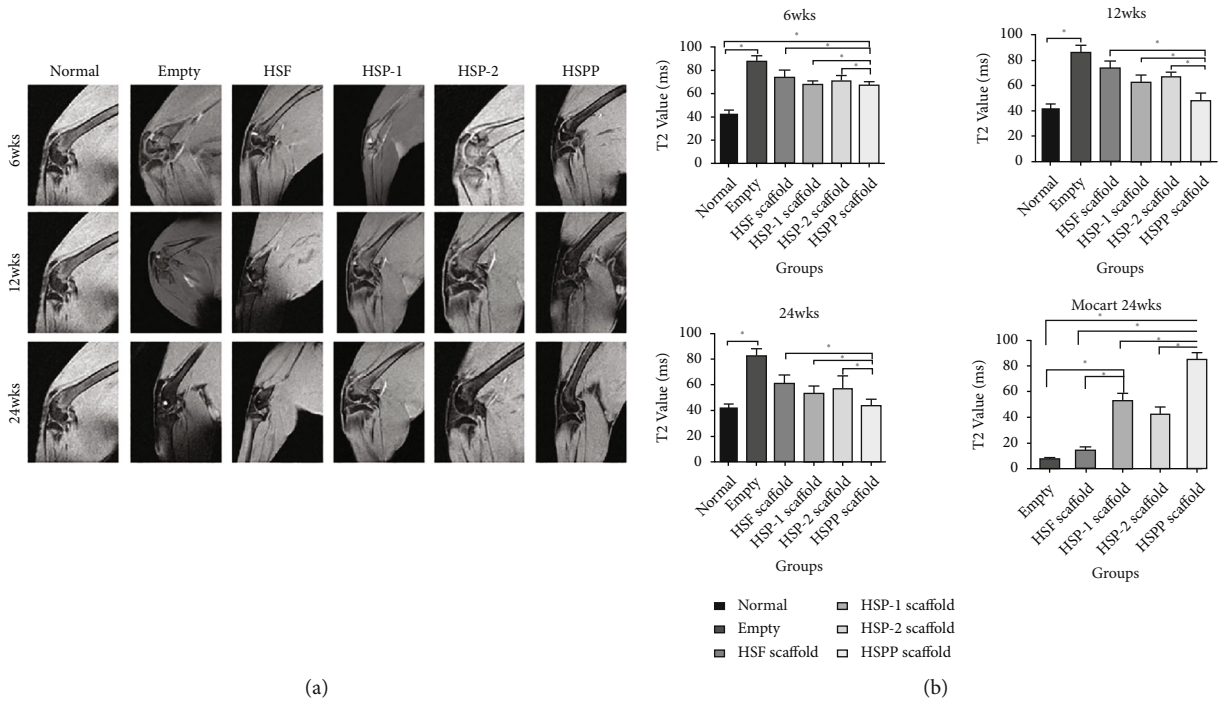 Normal Empty HSF HSP-1 HSP-2 HSPP
6wks
12wks
24wks
(a)
6wks
T2 Value (ms)
100
80
60
40
20
0
*
*
*
*
*
Normal
Empty
HSF scaffold
HSP-1 scaffold
HSP-2 scaffold
HSPP scaffold
Groups
12wks
T2 Value (ms)
100
80
60
40
20
0
*
*
*
*
Normal
Empty
HSF scaffold
HSP-1 scaffold
HSP-2 scaffold
HSPP scaffold
Groups
24wks
T2 Value (ms)
100
80
60
40
20
0
*
*
*
*
Normal
Empty
HSF scaffold
HSP-1 scaffold
HSP-2 scaffold
HSPP scaffold
Groups
Mocart 24wks
T2 Value (ms)
100
80
60
40
20
0
*
*
*
*
*
*
Empty
HSF scaffold
HSP-1 scaffold
HSP-2 scaffold
HSPP scaffold
Groups
Normal
Empty
HSF scaffold
HSP-1 scaffold
HSP-2 scaffold
HSPP scaffold
(b)